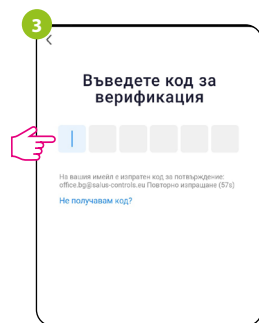 3
Въведете код за
верификация
На вашия имейл е изпратен код за потвърждение:
office.bg@salus-controls.eu Повторно изпращане (57s)
Не получавам код?